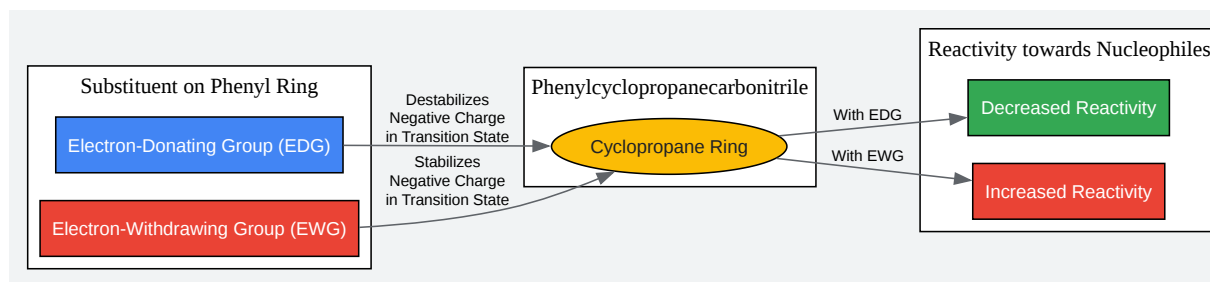 Substituent on Phenyl Ring
Electron-Donating Group (EDG)
Electron-Withdrawing Group (EWG)
Destabilizes
Negative Charge
in Transition State
Stabilizes
Negative Charge
in Transition State
Phenylcyclopropanecarbonitrile
Cyclopropane Ring
With EDG
With EWG
Reactivity towards Nucleophiles
Decreased Reactivity
Increased Reactivity